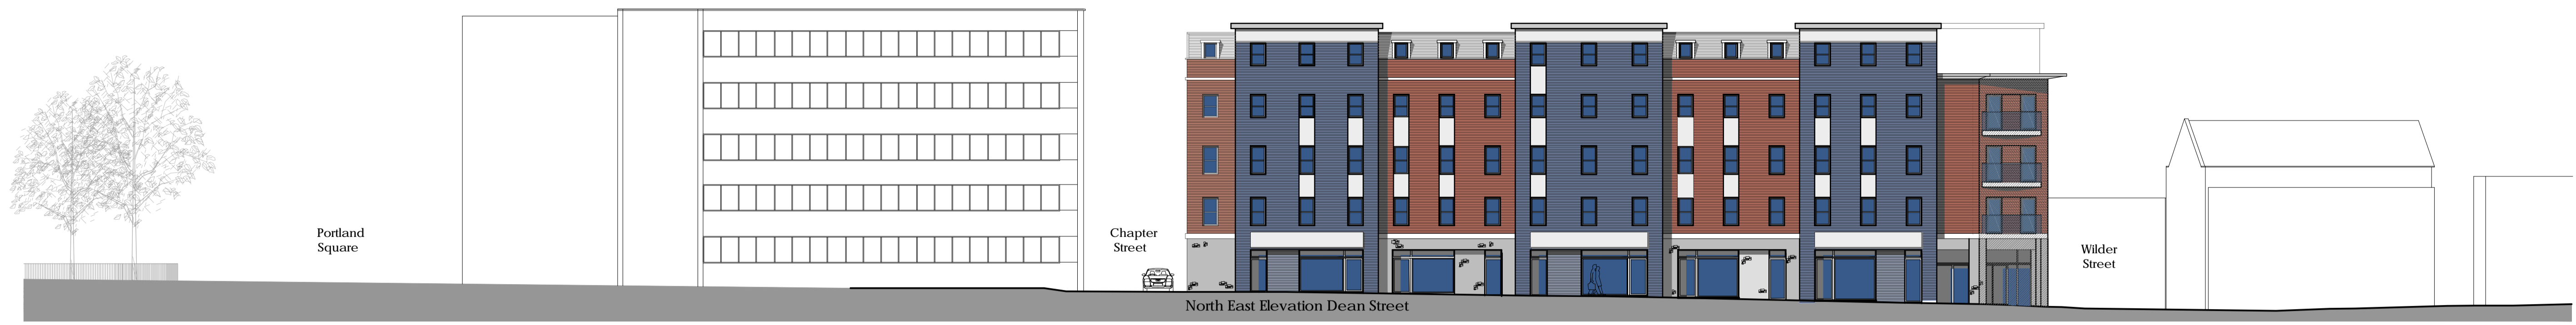 Portland
Square
Chapter
Street
North East Elevation Dean Street
Wilder
Street